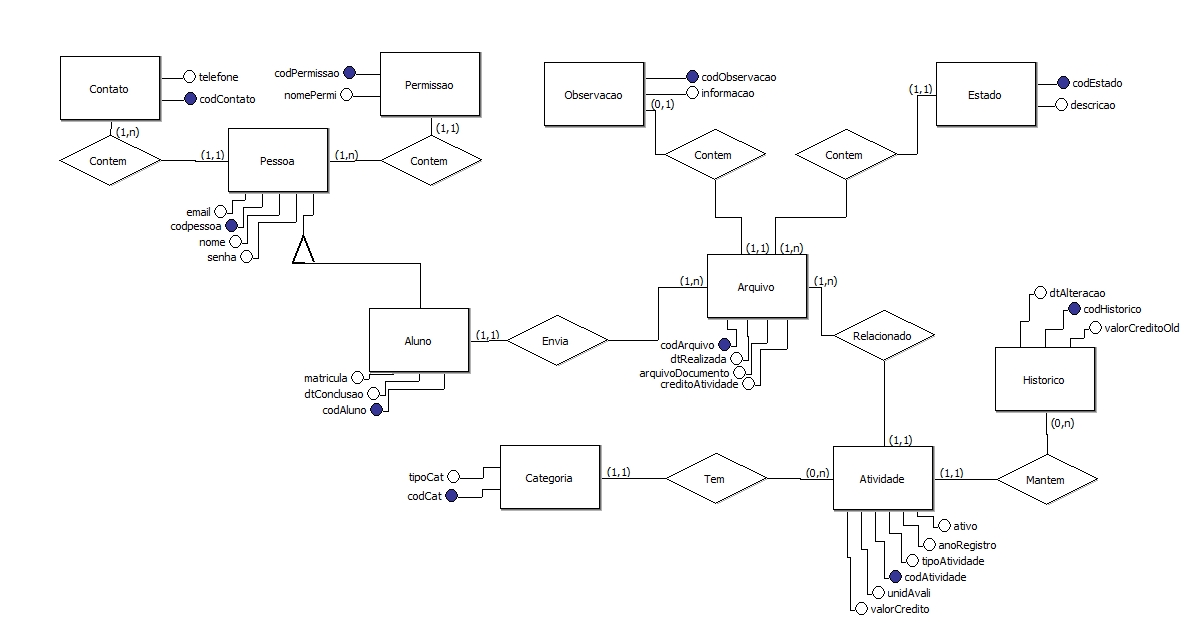 Contato
telefone
codContato
(1,n)
Contem
(1,1)
codPermissao
nomePermi
Permissao
(1,1)
Pessoa
(1,n)
Contem
email
codpessoa
nome
senha
Observacao
codObservacao
informacao
(0,1)
Contem
Estado
codEstado
descricao
(1,1)
Contem
(1,1)
(1,n)
Arquivo
(1,n)
(1,n)
codArquivo
dtRealizada
arquivoDocumento
creditoAtividade
Aluno
(1,1)
Envia
matricula
dtConclusao
codAluno
Relacionado
dtAlteracao
codHistorico
valorCreditoOld
Historico
(0,n)
Mantem
(1,1)
(1,1)
tipoCat
codCat
Categoria
(1,1)
Tem
(0,n)
Atividade
ativo
anoRegistro
tipoAtividade
codAtividade
unidAvali
valorCredito